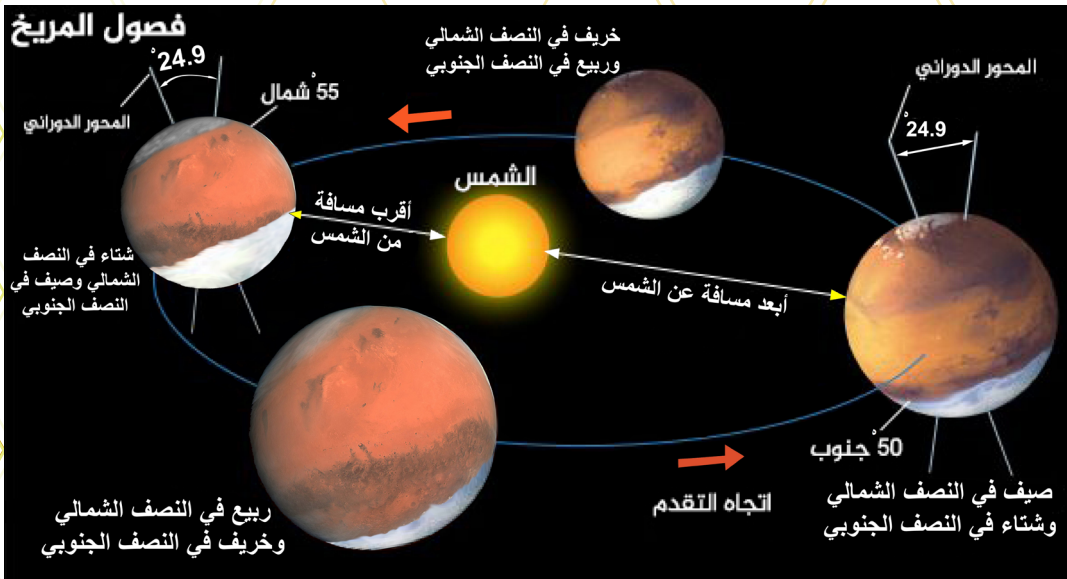 فصول المريخ
24.9°
المحور الدوراني
55° شمال
خريف في النصف الشمالي
وربيع في النصف الجنوبي
المحور الدوراني
24.9°
الشمس
أقرب مسافة
من الشمس
أبعد مسافة عن الشمس
شتاء في النصف
الشمالي وصيف في
النصف الجنوبي
50° جنوب
صيف في النصف الشمالي
وشتاء في النصف الجنوبي
اتجاه التقدم
ربيع في النصف الشمالي
وخريف في النصف الجنوبي